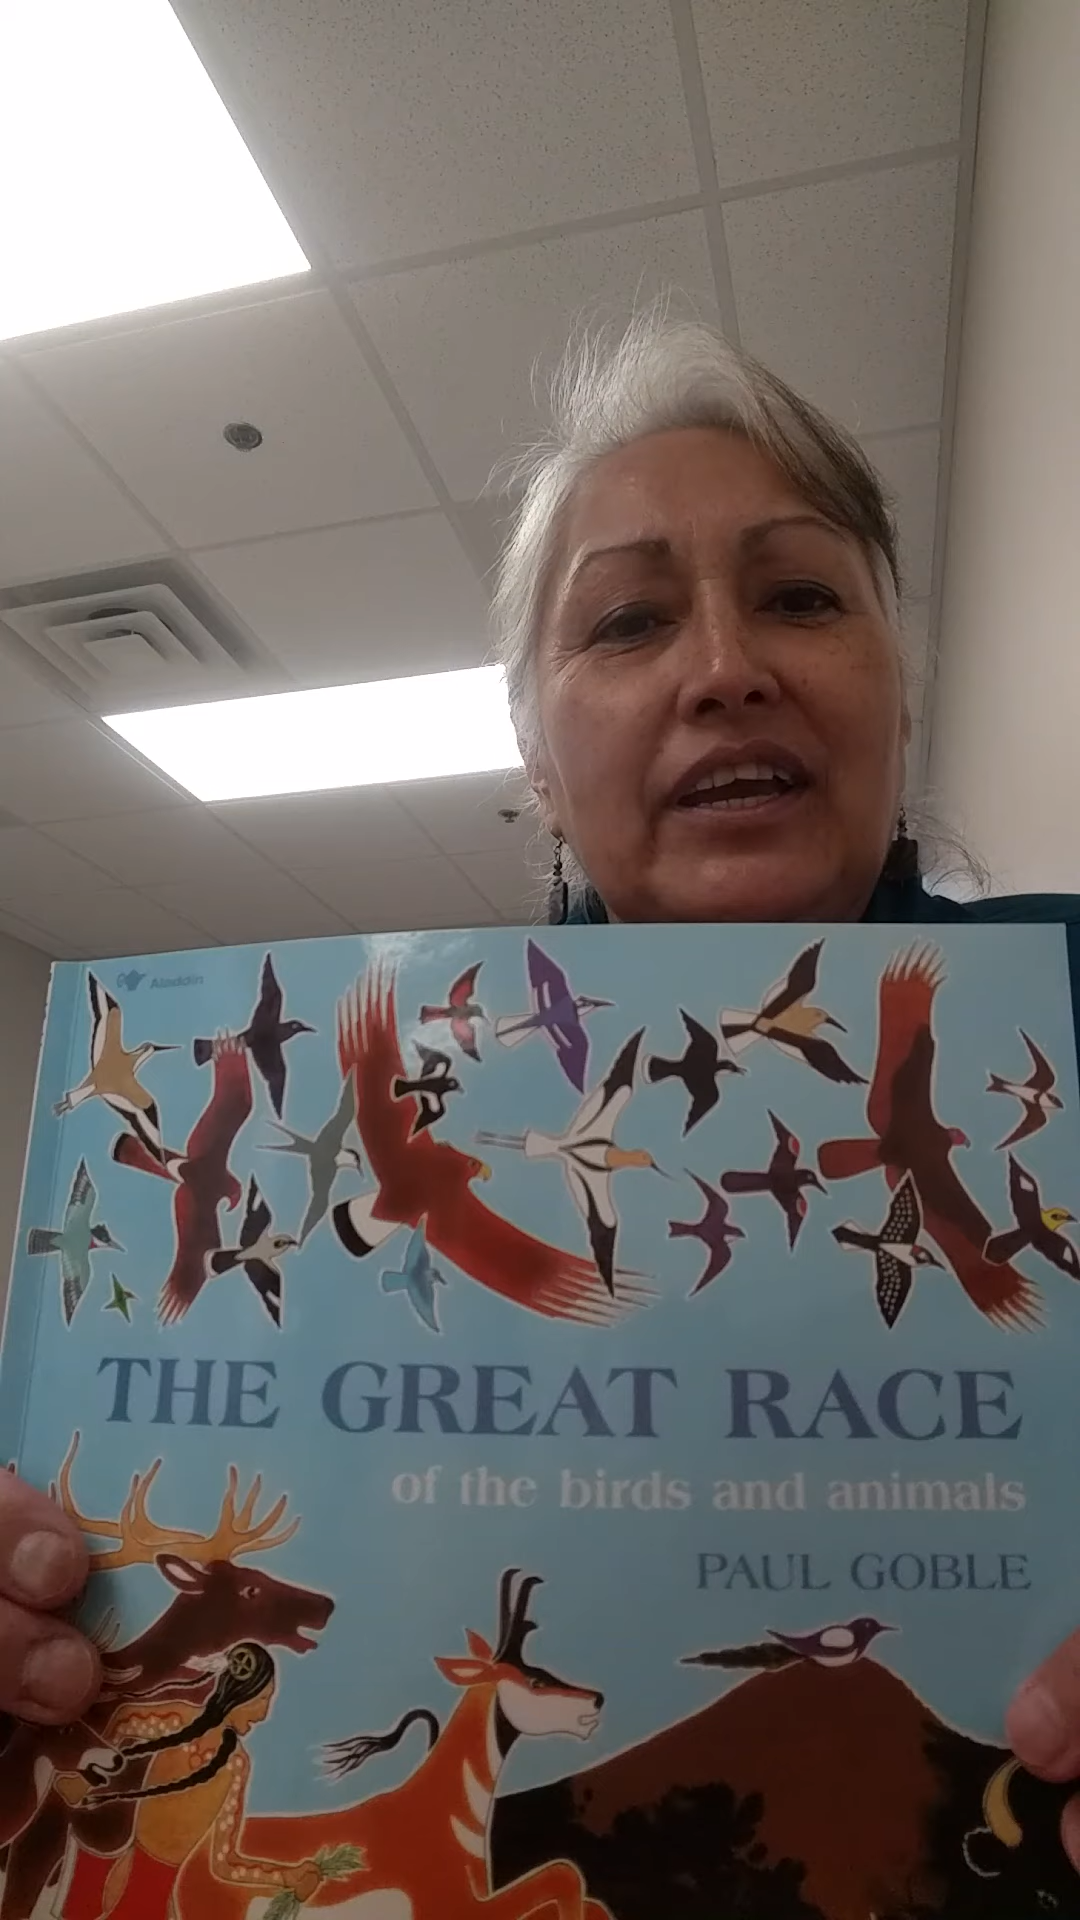 Aladdin
THE GREAT RACE
of the birds and animals
PAUL GOBLE